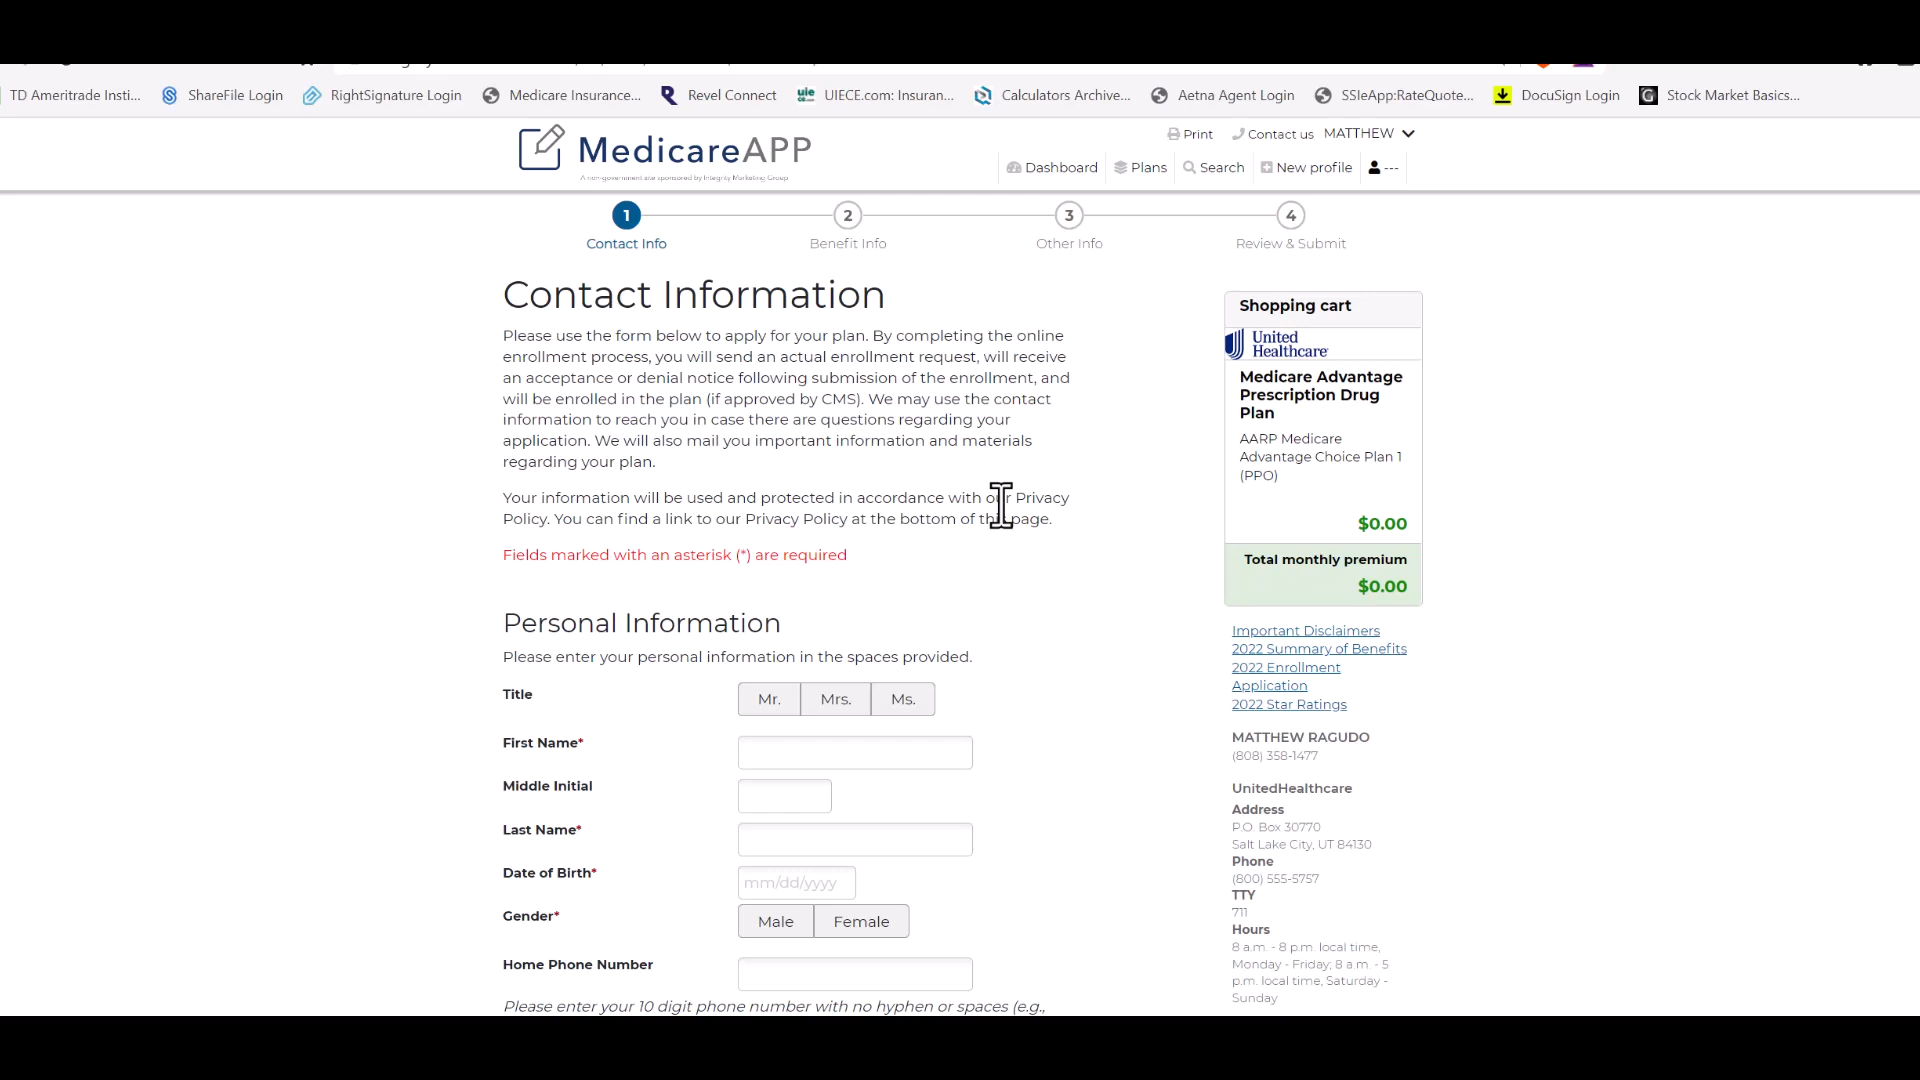 TD Ameritrade Insti...
ShareFile Login
RightSignature Login
Medicare Insurance...
Revel Connect
UIECE.com: Insuran...
Calculators Archive...
Aetna Agent Login
SSIeApp:RateQuote...
DocuSign Login
Stock Market Basics...
MedicareAPP
A non-government site sponsored by Integrity Marketing Group
Print
Contact us
MATTHEW
Dashboard
Plans
Search
New profile
---
1
2
3
4
Contact Info
Benefit Info
Other Info
Review & Submit
Contact Information
Please use the form below to apply for your plan. By completing the online
enrollment process, you will send an actual enrollment request, will receive
an acceptance or denial notice following submission of the enrollment, and
will be enrolled in the plan (if approved by CMS). We may use the contact
information to reach you in case there are questions regarding your
application. We will also mail you important information and materials
regarding your plan.
Your information will be used and protected in accordance with our Privacy
Policy. You can find a link to our Privacy Policy at the bottom of this page.
Fields marked with an asterisk (*) are required
Personal Information
Please enter your personal information in the spaces provided.
Title
Mr.
Mrs.
Ms.
First Name*
Middle Initial
Last Name*
Date of Birth*
mm/dd/yyyy
Gender*
Male
Female
Home Phone Number
Please enter your 10 digit phone number with no hyphen or spaces (e.g.,
Shopping cart
United
Healthcare
Medicare Advantage
Prescription Drug
Plan
AARP Medicare
Advantage Choice Plan 1
(PPO)
$0.00
Total monthly premium
$0.00
Important Disclaimers
2022 Summary of Benefits
2022 Enrollment
Application
2022 Star Ratings
MATTHEW RAGUDO
(808) 358-1477
UnitedHealthcare
Address
P.O. Box 30770
Salt Lake City, UT 84130
Phone
(800) 555-5757
TTY
711
Hours
8 a.m. - 8 p.m. local time,
Monday - Friday; 8 a.m. - 5
p.m. local time, Saturday -
Sunday